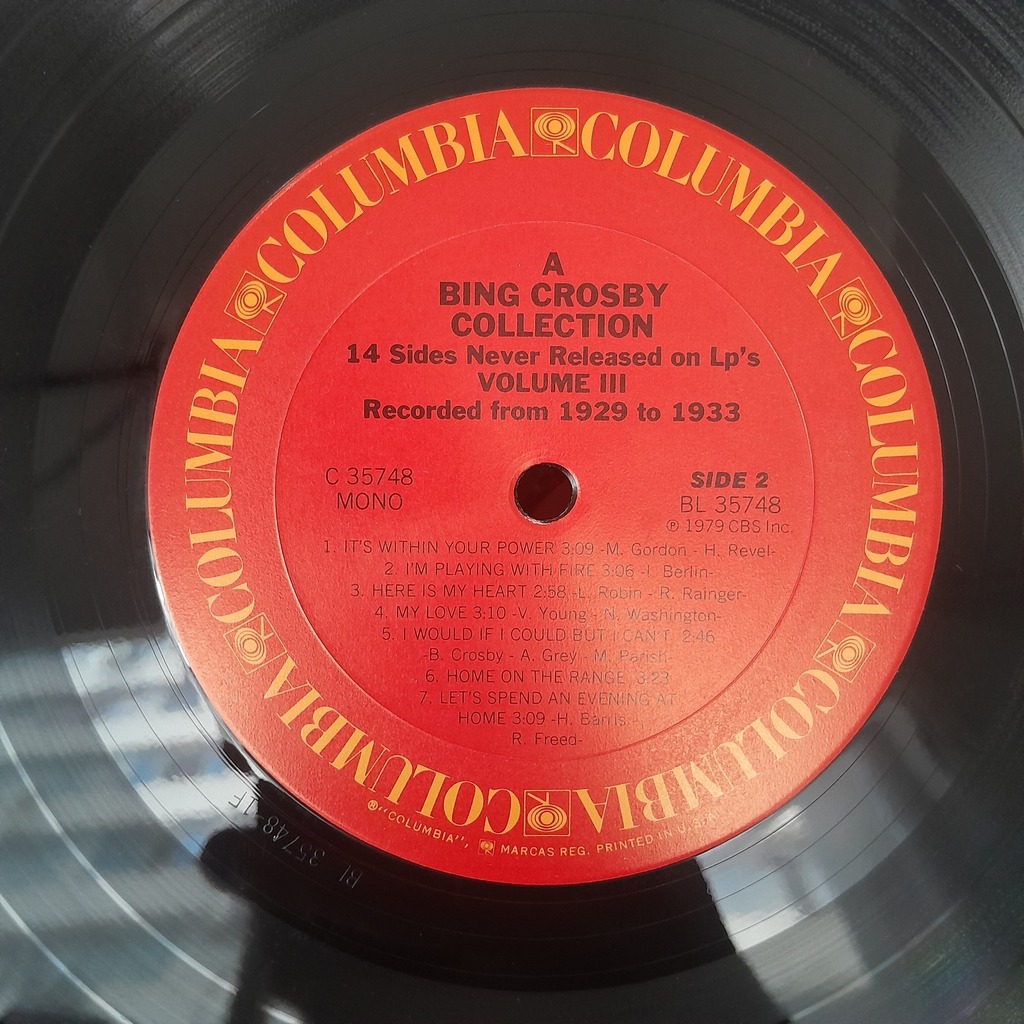 COLUMBIA COLUMBIA COLUMBIA COLUMBIA COLUMBIA COLUMBIA
A
BING CROSBY
COLLECTION
14 Sides Never Released on Lp's
VOLUME III
Recorded from 1929 to 1933
C 35748
MONO
SIDE 2
BL 35748
℗ 1979 CBS Inc.
1. IT'S WITHIN YOUR POWER 3:09 -M. Gordon - H. Revel-
2. I'M PLAYING WITH FIRE 3:06 -I. Berlin-
3. HERE IS MY HEART 2:58 -L. Robin - R. Rainger-
4. MY LOVE 3:10 -V. Young - N. Washington-
5. I WOULD IF I COULD BUT I CAN'T 2:46
-B. Crosby - A. Grey - M. Parish-
6. HOME ON THE RANGE 3:23
7. LET'S SPEND AN EVENING AT
HOME 3:09 -H. Barris -
R. Freed-
COLUMBIA COLUMBIA
®"COLUMBIA", MARCAS REG. PRINTED IN U.S.A.
BL 35748-1F